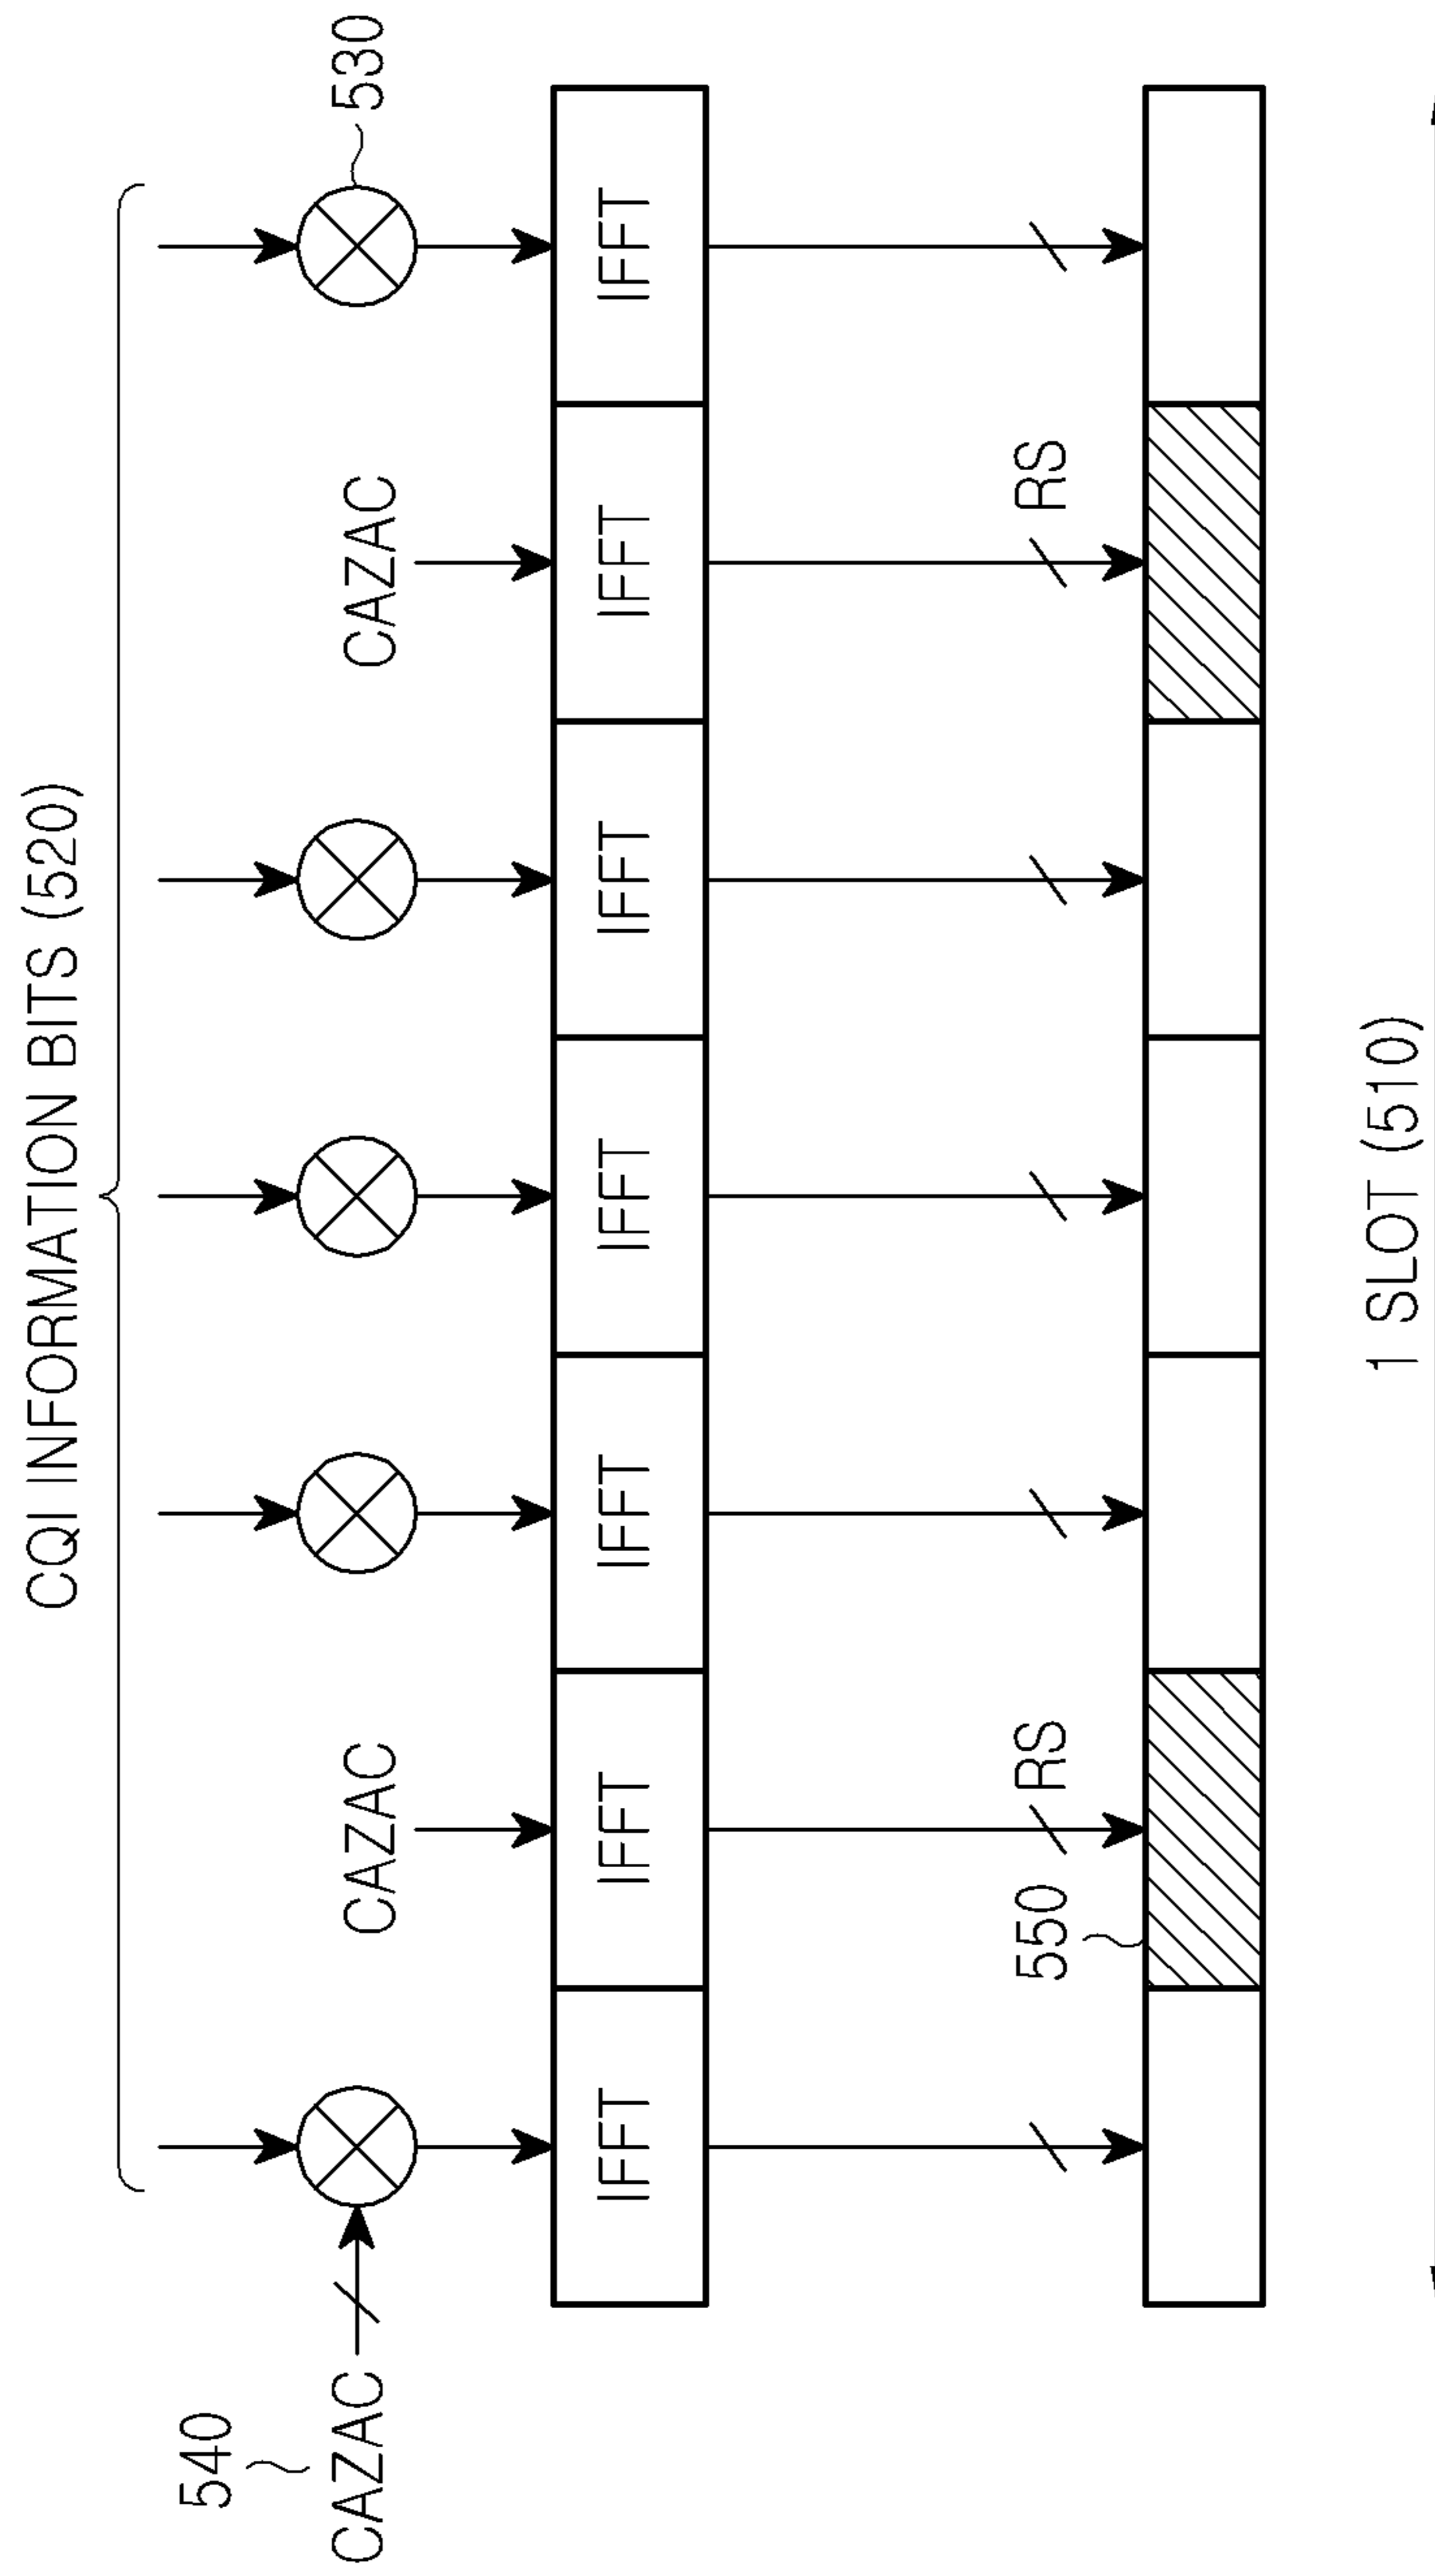 CQI INFORMATION BITS (520)
540
CAZAC
CAZAC
CAZAC
530
IFFT
IFFT
IFFT
IFFT
IFFT
IFFT
IFFT
550
RS
RS
1 SLOT (510)